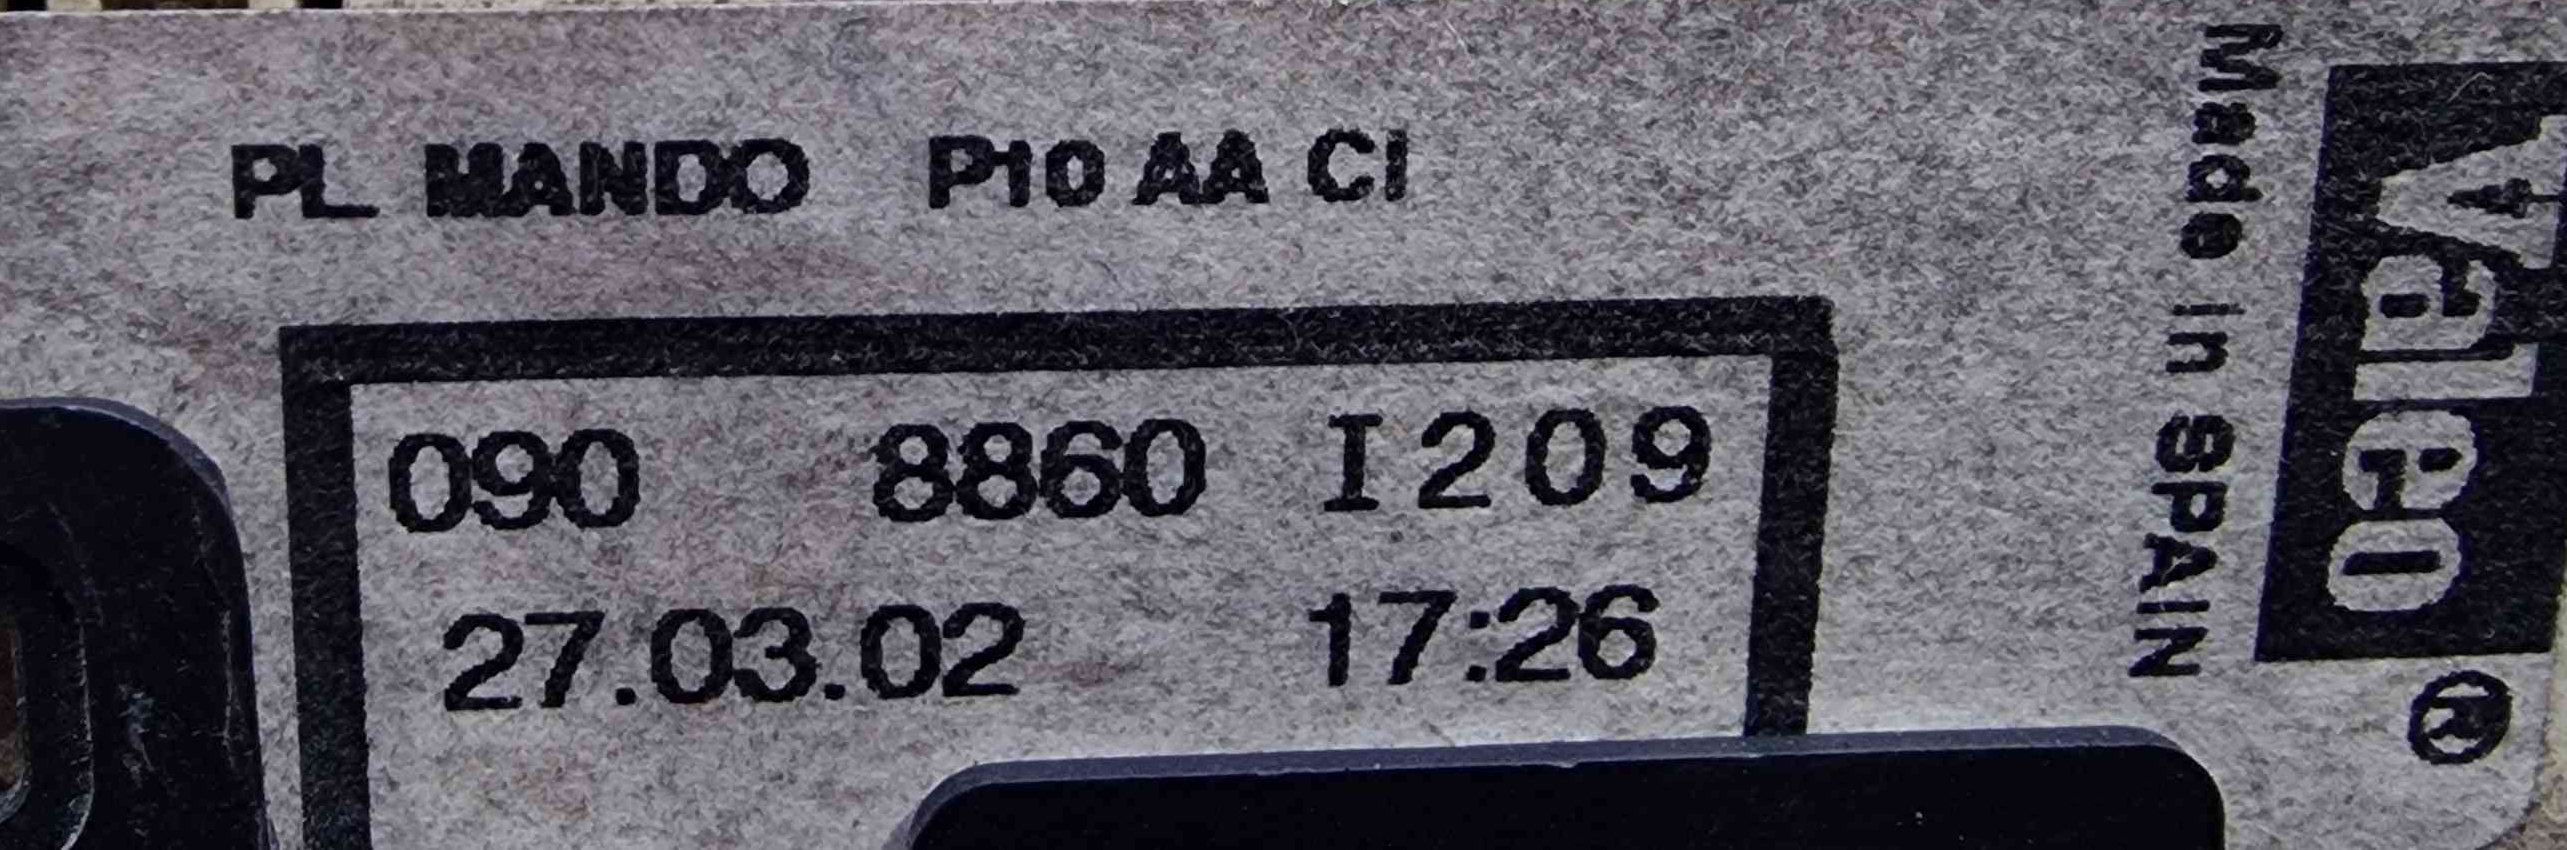 PL MANDO P10 AA CI
090 8860 I209
27.03.02 17:26
Made in SPAIN
Valeo
®